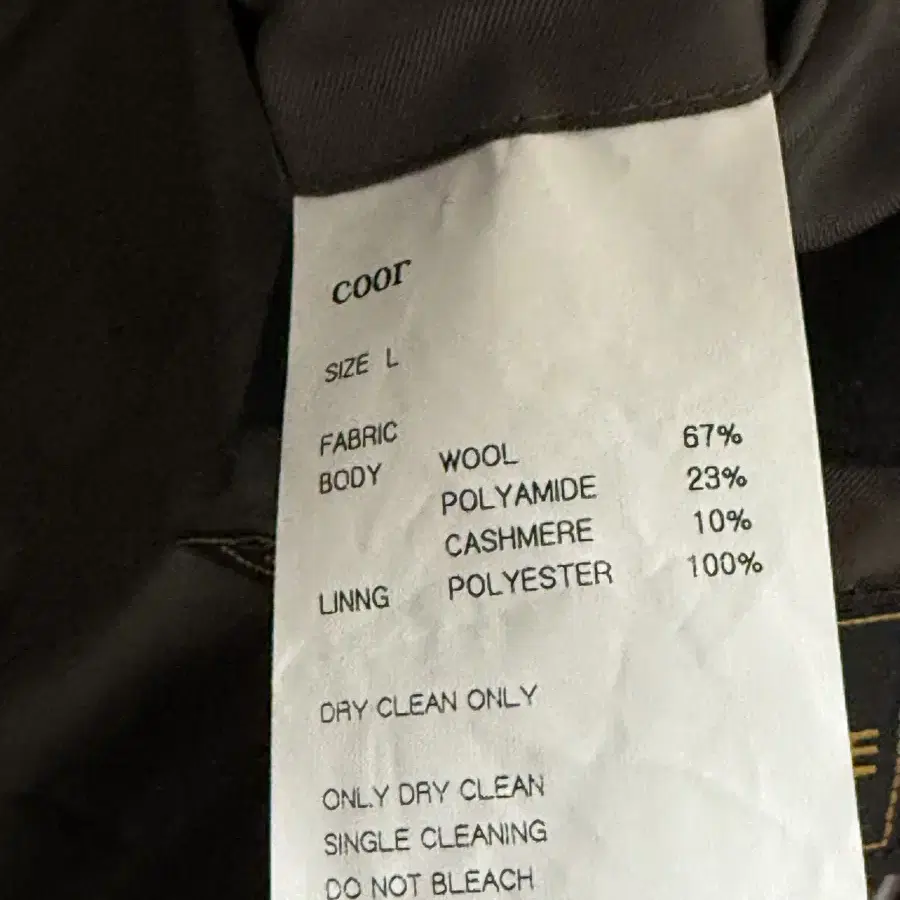 coor
SIZE L
FABRIC
BODY WOOL 67%
POLYAMIDE 23%
CASHMERE 10%
LINNG POLYESTER 100%
DRY CLEAN ONLY
ONLY DRY CLEAN
SINGLE CLEANING
DO NOT BLEACH